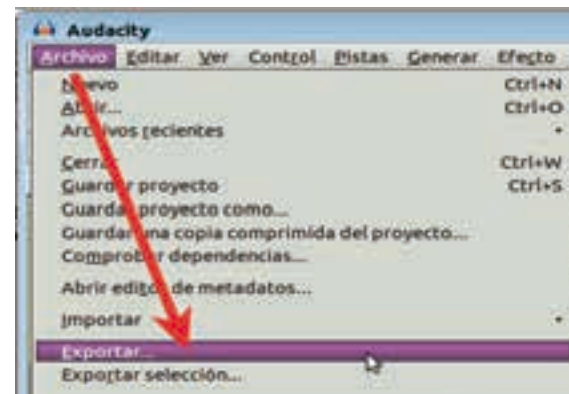 Audacity
Archivo Editar Ver Control Pistas Generar Efecto
Nuevo Ctrl+N
Abrir... Ctrl+O
Archivos recientes
Cerrar Ctrl+W
Guardar proyecto Ctrl+S
Guardar proyecto como...
Guardar una copia comprimida del proyecto...
Comprobar dependencias...
Abrir editor de metadatos...
Importar
Exportar...
Exportar selección...